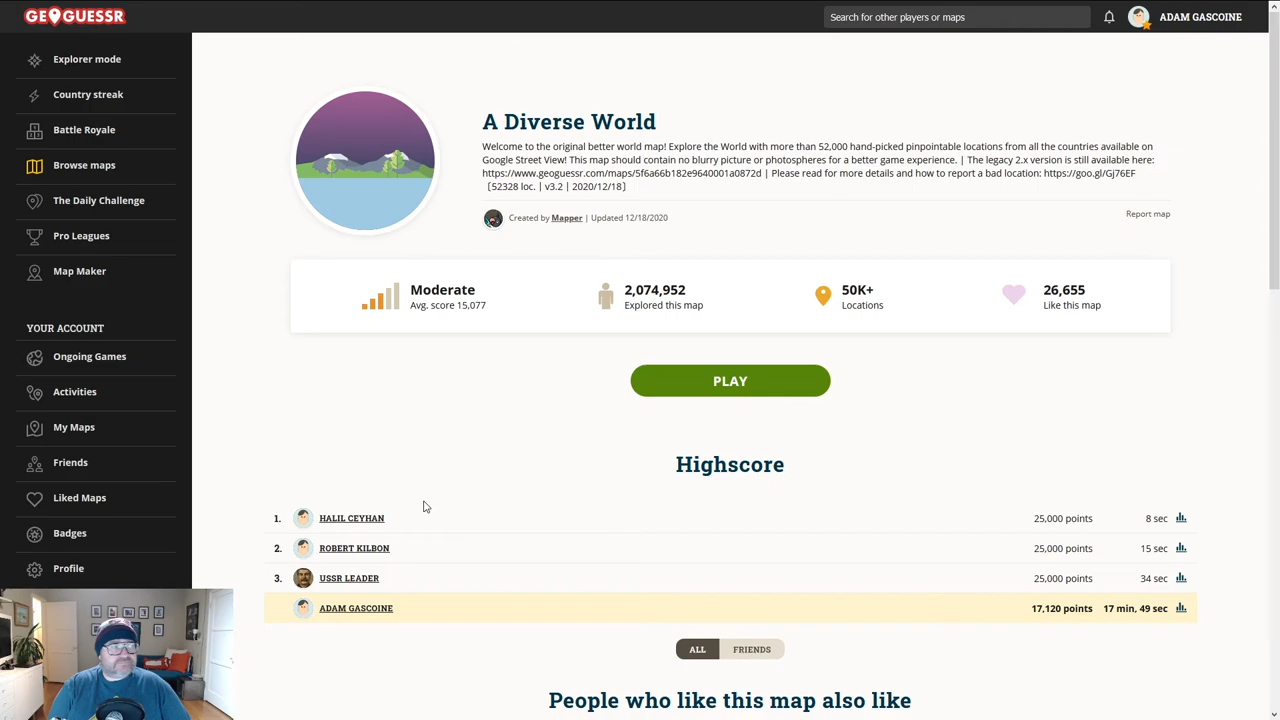 GEOGUESSR
Search for other players or maps
ADAM GASCOINE
Explorer mode
Country streak
Battle Royale
Browse maps
The Daily Challenge
Pro Leagues
Map Maker
YOUR ACCOUNT
Ongoing Games
Activities
My Maps
Friends
Liked Maps
Badges
Profile
A Diverse World
Welcome to the original better world map! Explore the World with more than 52,000 hand-picked pinpointable locations from all the countries available on
Google Street View! This map should contain no blurry picture or photospheres for a better game experience. | The legacy 2.x version is still available here:
https://www.geoguessr.com/maps/5f6a66b182e9640001a0872d | Please read for more details and how to report a bad location: https://goo.gl/Gj76EF
[52328 loc. | v3.2 | 2020/12/18]
Created by Mapper | Updated 12/18/2020
Report map
Moderate
Avg. score 15,077
2,074,952
Explored this map
50K+
Locations
26,655
Like this map
PLAY
Highscore
1. HALIL CEYHAN 25,000 points 8 sec
2. ROBERT KILBON 25,000 points 15 sec
3. USSR LEADER 25,000 points 34 sec
ADAM GASCOINE 17,120 points 17 min, 49 sec
ALL FRIENDS
People who like this map also like